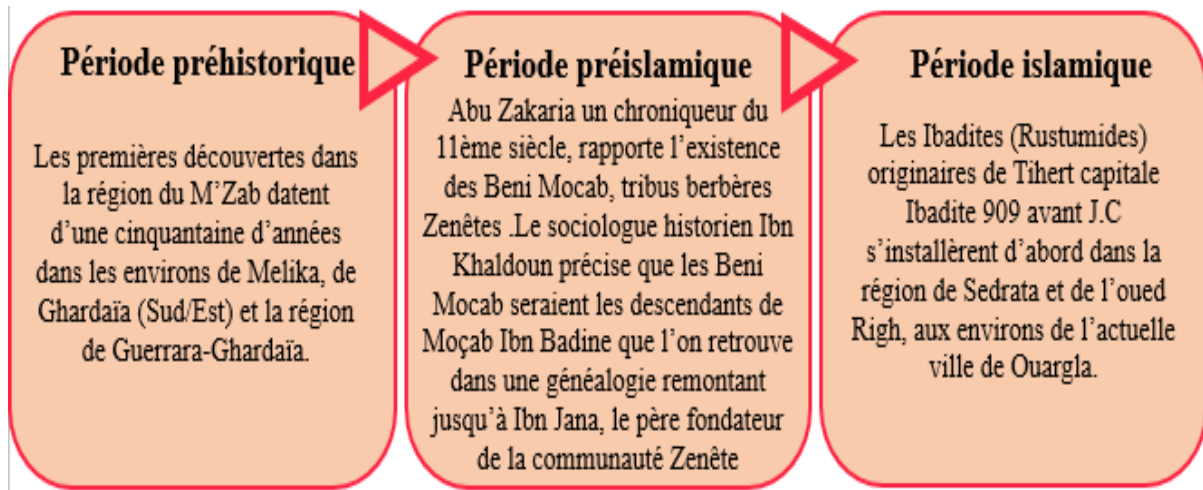 Période préhistorique
Les premières découvertes dans
la région du M’Zab datent
d’une cinquantaine d’années
dans les environs de Melika, de
Ghardaïa (Sud/Est) et la région
de Guerrara-Ghardaïa.
Période préislamique
Abu Zakaria un chroniqueur du
11ème siècle, rapporte l’existence
des Beni Mocab, tribus berbères
Zenêtes .Le sociologue historien Ibn
Khaldoun précise que les Beni
Mocab seraient les descendants de
Moçab Ibn Badine que l’on retrouve
dans une généalogie remontant
jusqu’à Ibn Jana, le père fondateur
de la communauté Zenête
Période islamique
Les Ibadites (Rustumides)
originaires de Tihert capitale
Ibadite 909 avant J.C
s’installèrent d’abord dans la
région de Sedrata et de l’oued
Righ, aux environs de l’actuelle
ville de Ouargla.